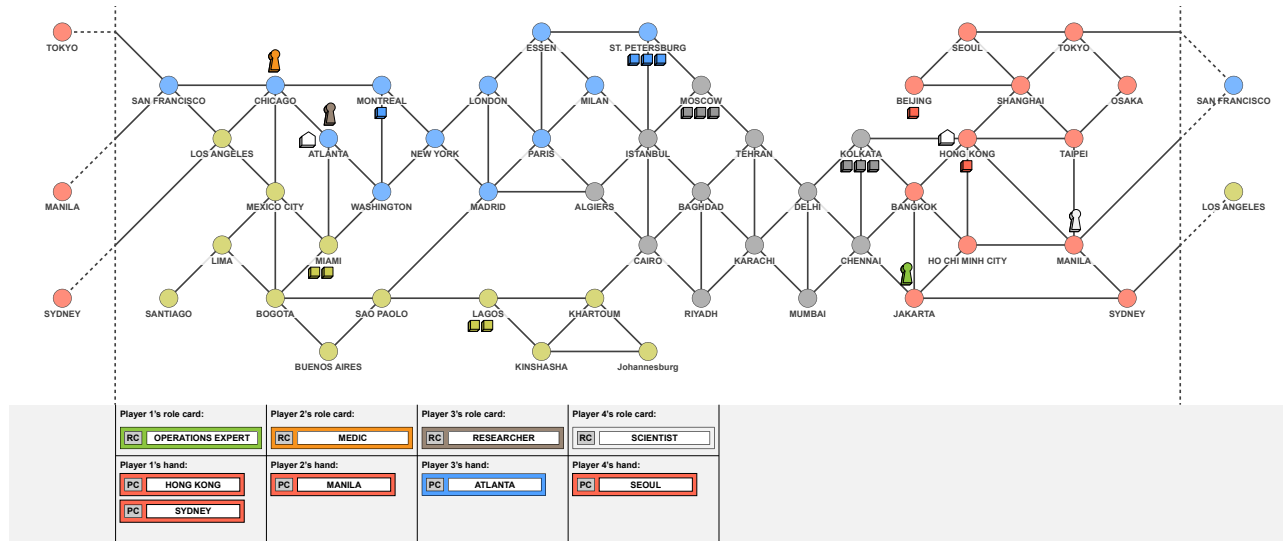 ESSEN
ST. PETERSBURG
SEOUL
TOKYO
TOKYO
SAN FRANCISCO
CHICAGO
MONTREAL
LONDON
MILAN
MOSCOW
BEIJING
SHANGHAI
OSAKA
SAN FRANCISCO
LOS ANGELES
ATLANTA
NEW YORK
PARIS
ISTANBUL
TEHRAN
KOLKATA
HONG KONG
TAIPEI
MANILA
MEXICO CITY
WASHINGTON
MADRID
ALGIERS
BAGHDAD
DELHI
BANGKOK
LOS ANGELES
LIMA
MIAMI
CAIRO
KARACHI
CHENNAI
HO CHI MINH CITY
MANILA
SYDNEY
SANTIAGO
BOGOTA
SAO PAOLO
LAGOS
KHARTOUM
RIYADH
MUMBAI
JAKARTA
SYDNEY
BUENOS AIRES
KINSHASHA
Johannesburg
Player 1's role card:
Player 2's role card:
Player 3's role card:
Player 4's role card:
RC OPERATIONS EXPERT
RC MEDIC
RC RESEARCHER
RC SCIENTIST
Player 1's hand:
Player 2's hand:
Player 3's hand:
Player 4's hand:
PC HONG KONG
PC MANILA
PC ATLANTA
PC SEOUL
PC SYDNEY